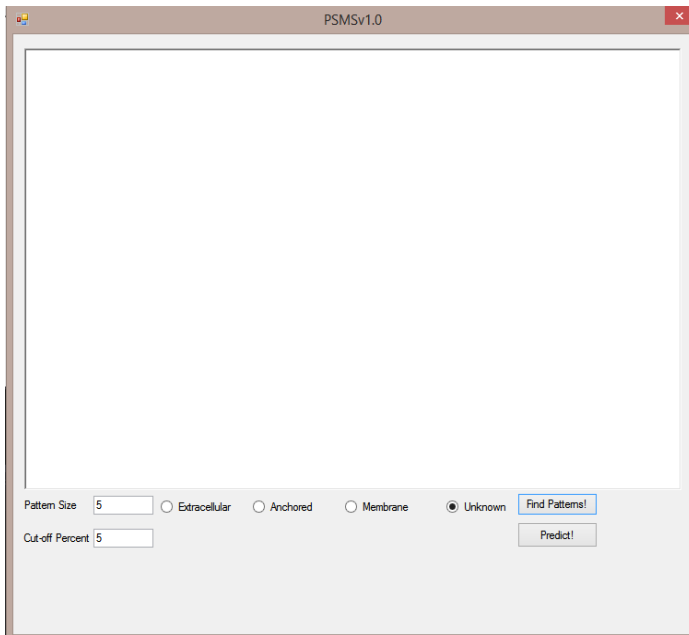 PSMSv1.0
Pattern Size 5 Extracellular Anchored Membrane Unknown Find Patterns!
Cut-off Percent 5 Predict!